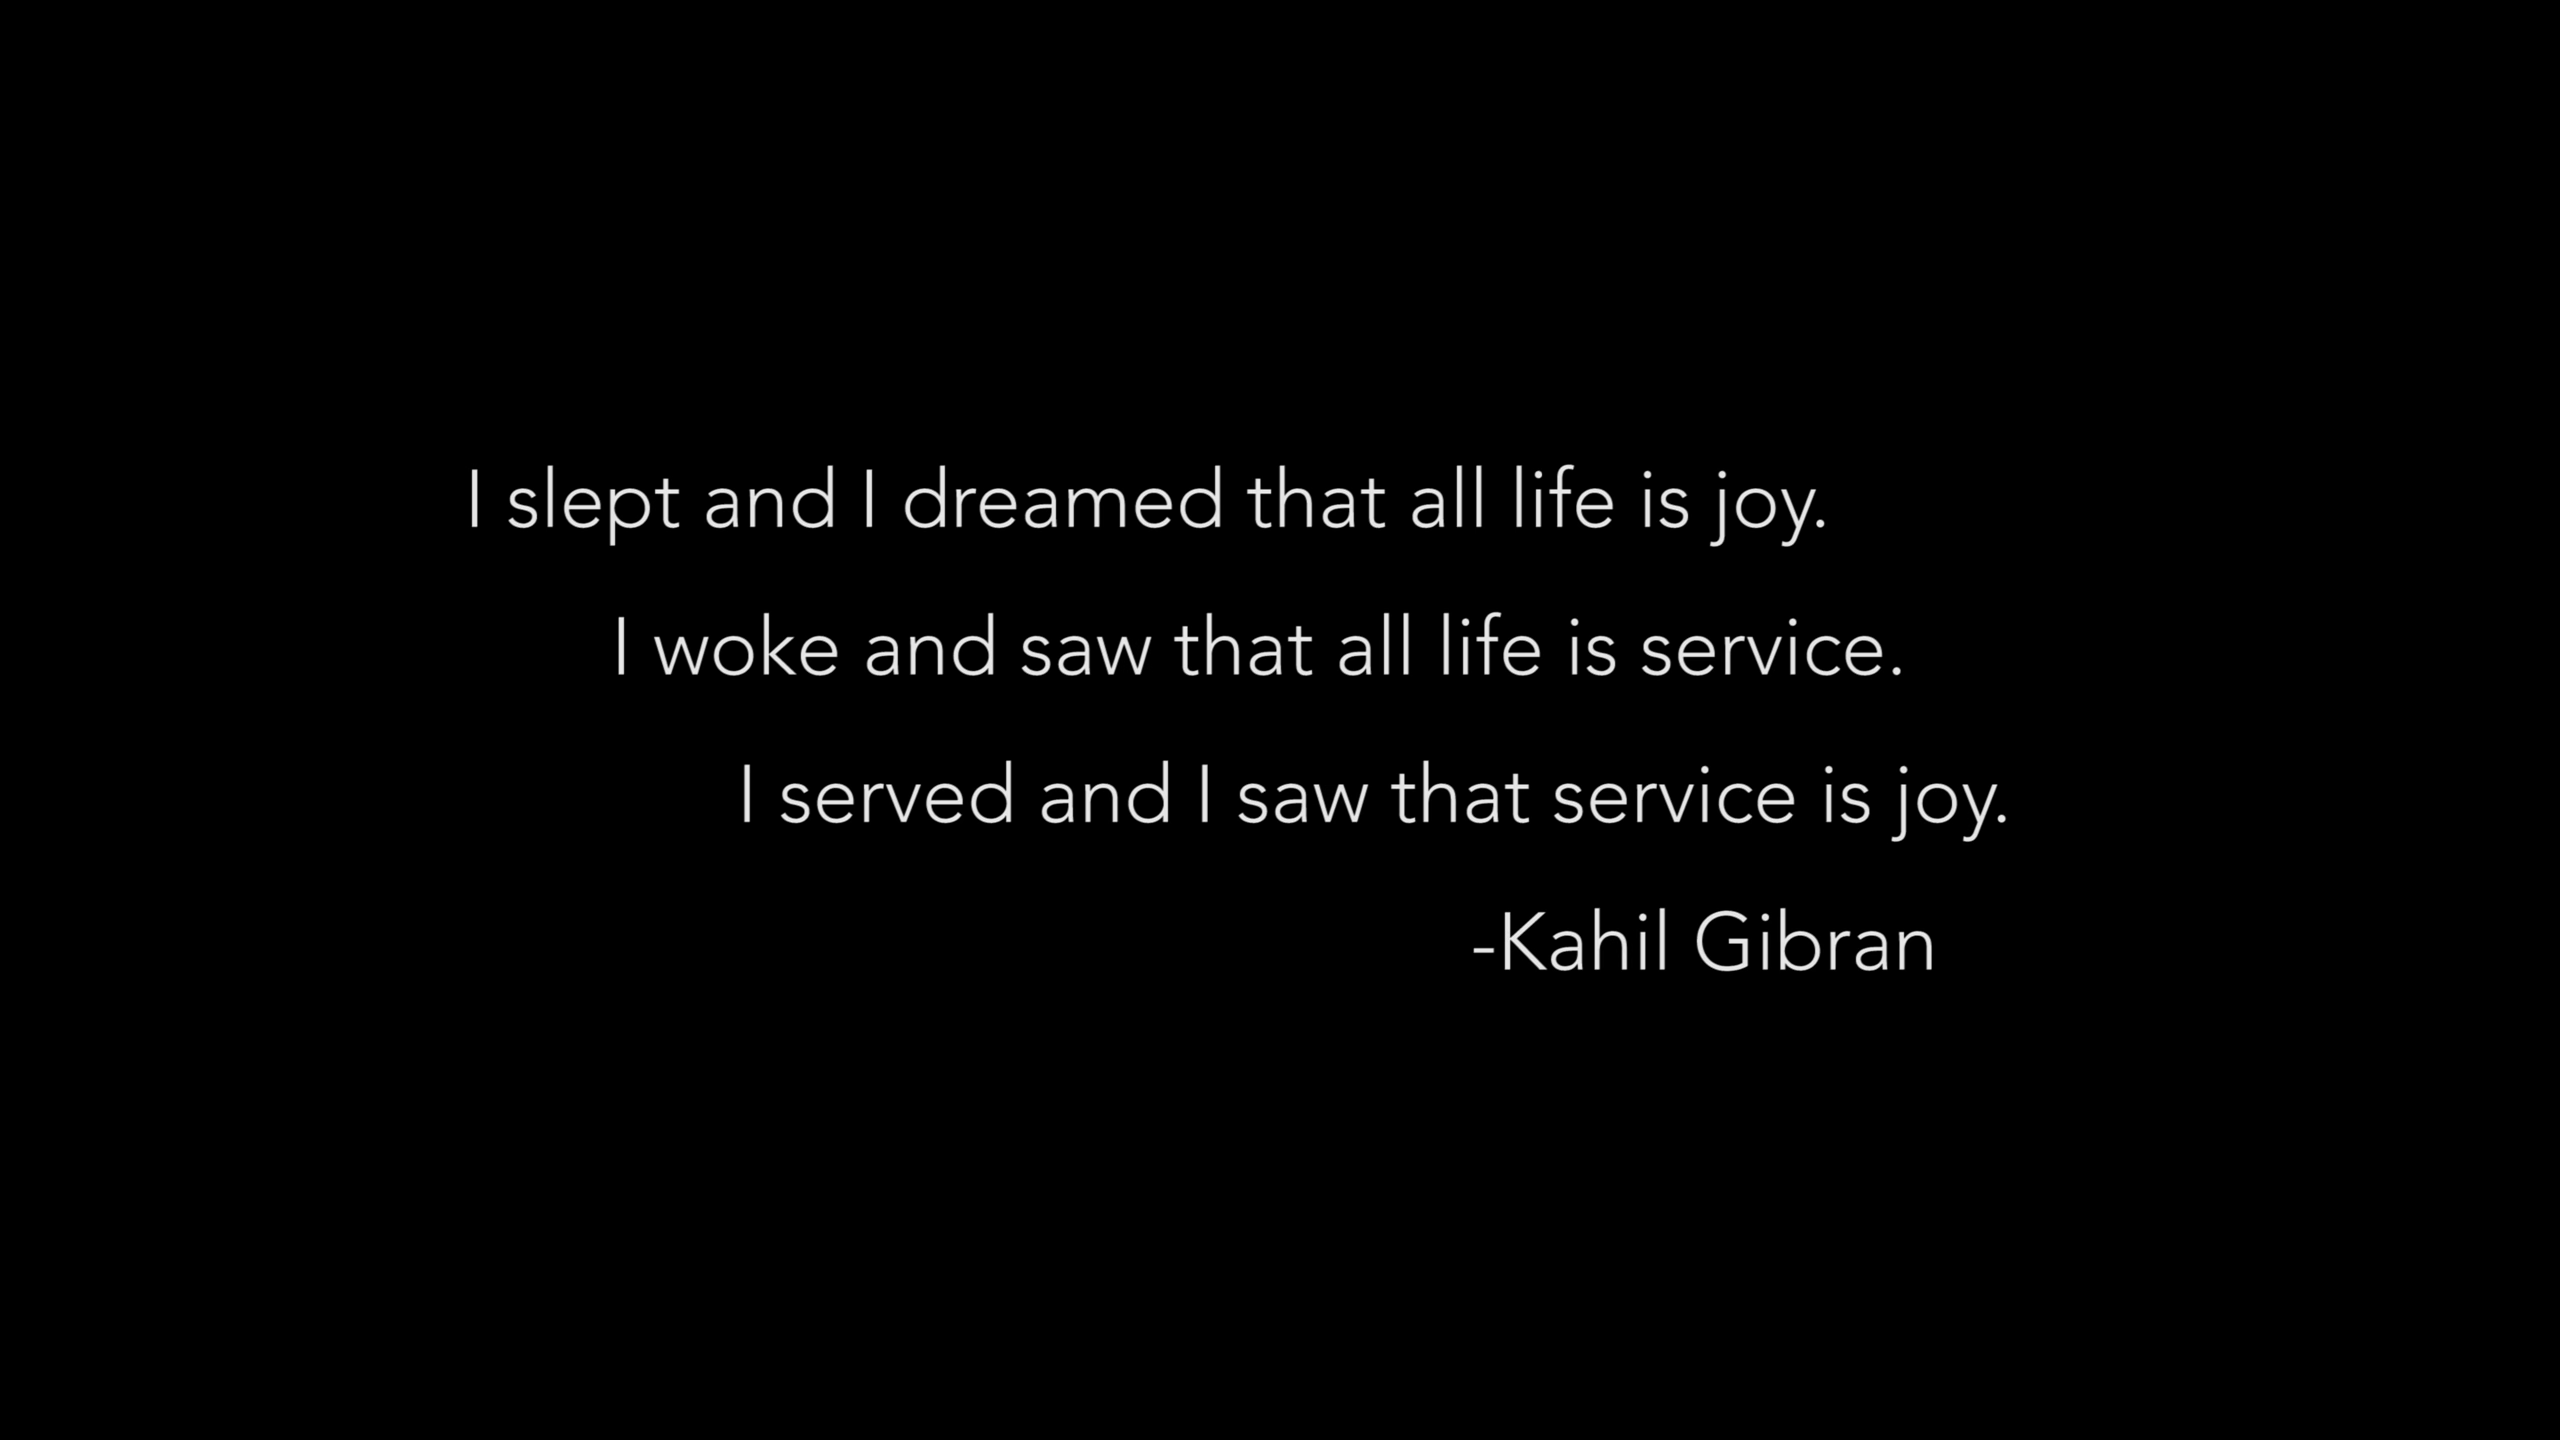 I slept and I dreamed that all life is joy.
I woke and saw that all life is service.
I served and I saw that service is joy.
-Kahil Gibran